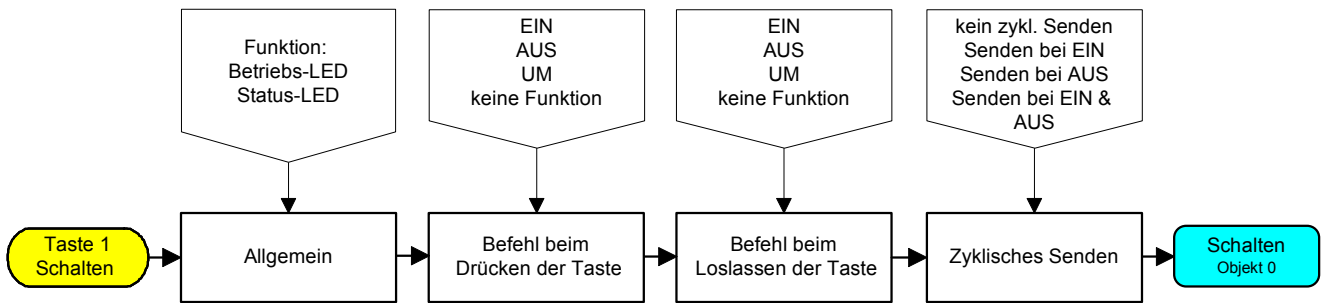 Funktion:
Betriebs-LED
Status-LED
EIN
AUS
UM
keine Funktion
EIN
AUS
UM
keine Funktion
kein zykl. Senden
Senden bei EIN
Senden bei AUS
Senden bei EIN &
AUS
Taste 1
Schalten
Allgemein
Befehl beim
Drücken der Taste
Befehl beim
Loslassen der Taste
Zyklisches Senden
Schalten
Objekt 0